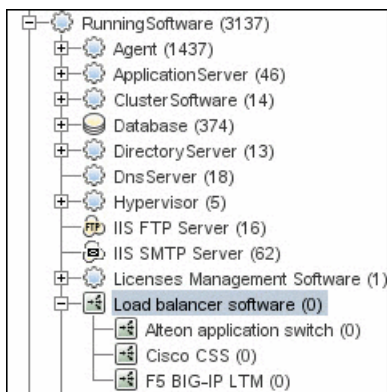 RunningSoftware (3137)
Agent (1437)
ApplicationServer (46)
ClusterSoftware (14)
Database (374)
DirectoryServer (13)
DnsServer (18)
Hypervisor (5)
FTP IIS FTP Server (16)
IIS SMTP Server (62)
Licenses Management Software (1)
Load balancer software (0)
Alteon application switch (0)
Cisco CSS (0)
F5 BIG-IP LTM (0)